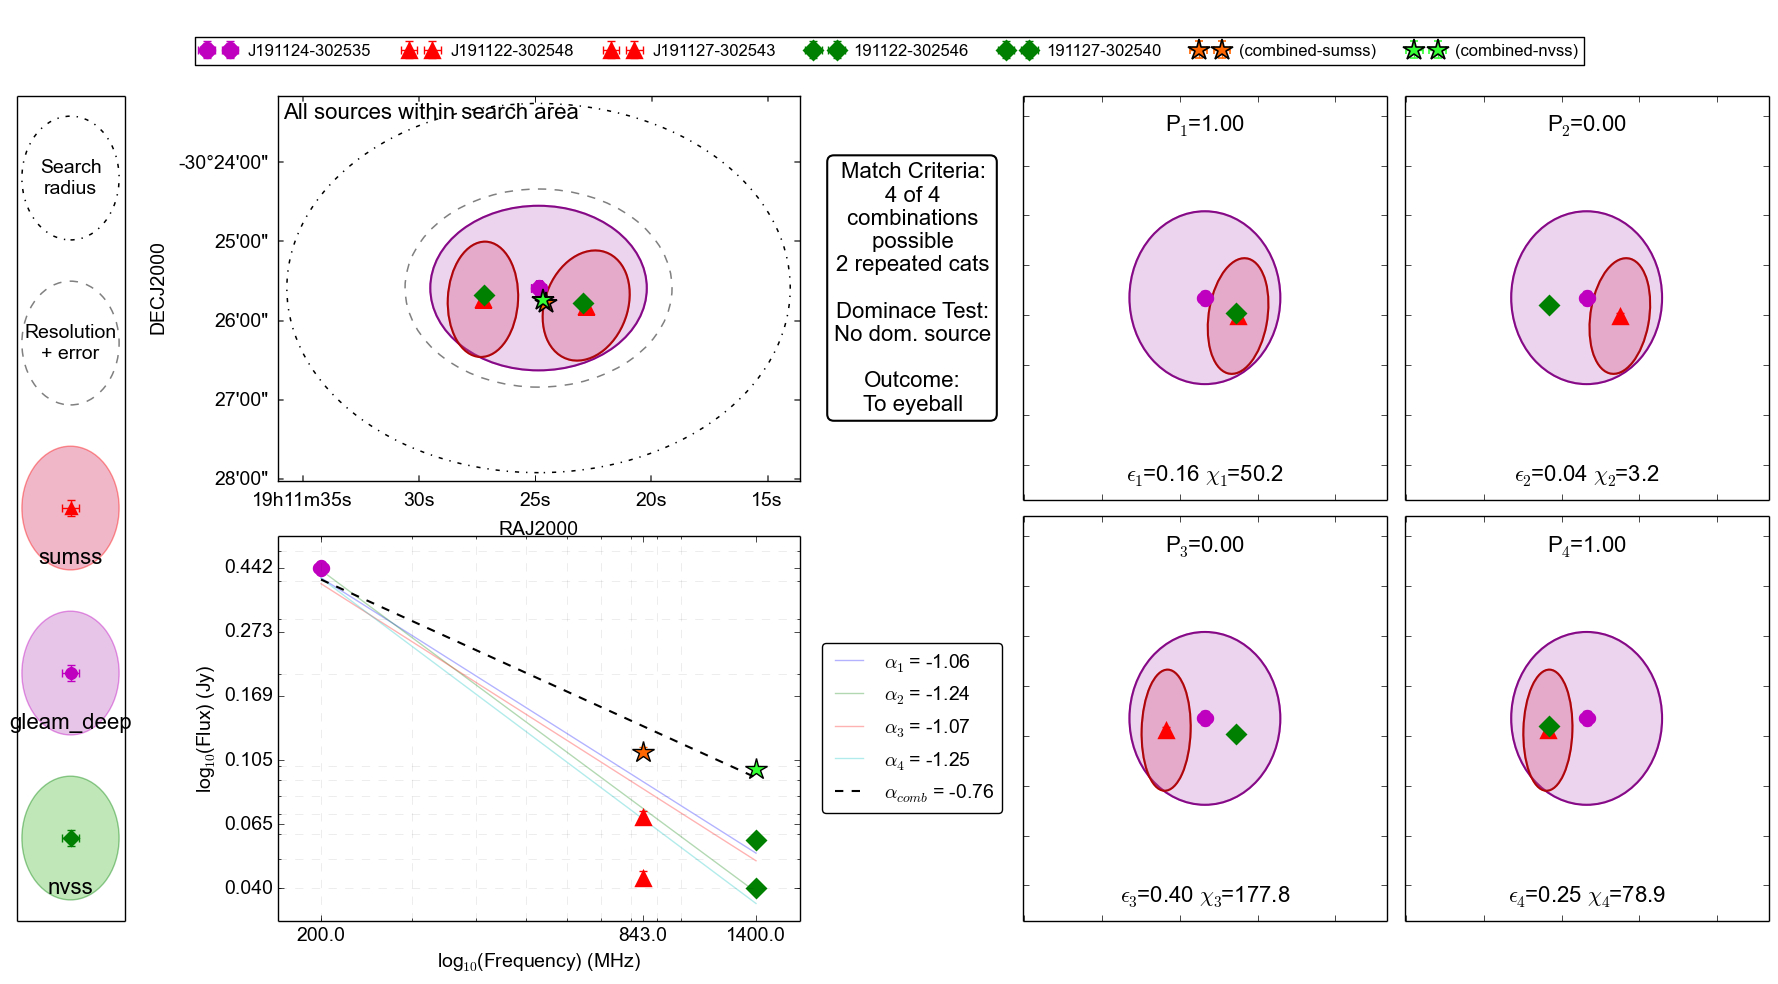 J191124-302535 J191122-302548 J191127-302543 191122-302546 191127-302540 (combined-sumss) (combined-nvss)
Search
radius
Resolution
+ error
sumss
gleam_deep
nvss
All sources within search area
DECJ2000
-30°24'00"
25'00"
26'00"
27'00"
28'00"
19h11m35s 30s 25s 20s 15s
RAJ2000
Match Criteria:
4 of 4
combinations
possible
2 repeated cats
Dominace Test:
No dom. source
Outcome:
To eyeball
P1=1.00
ϵ1=0.16 χ1=50.2
P2=0.00
ϵ2=0.04 χ2=3.2
log10(Flux) (Jy)
0.442
0.273
0.169
0.105
0.065
0.040
200.0 843.0 1400.0
log10(Frequency) (MHz)
α1 = -1.06
α2 = -1.24
α3 = -1.07
α4 = -1.25
αcomb = -0.76
P3=0.00
ϵ3=0.40 χ3=177.8
P4=1.00
ϵ4=0.25 χ4=78.9